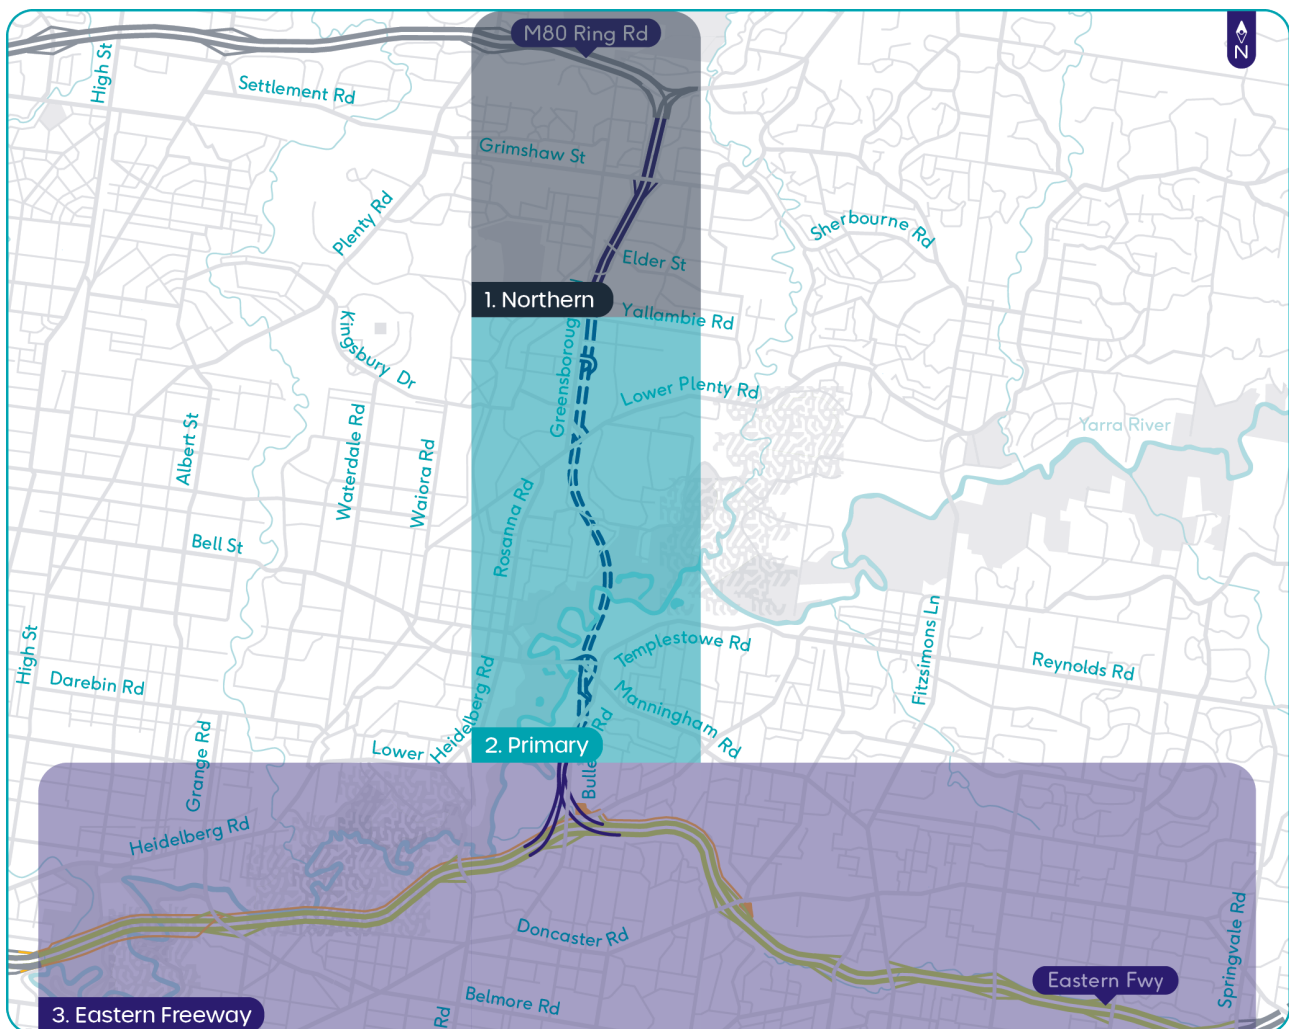 M80 Ring Rd
N
High St
Settlement Rd
Grimshaw St
Plenty Rd
Sherbourne Rd
Elder St
1. Northern
Yallambie Rd
Kingsbury Dr
Lower Plenty Rd
Albert St
Waterdale Rd
Waiora Rd
Yarra River
Rosanna Rd
Bell St
High St
Templestowe Rd
Fitzsimons Ln
Reynolds Rd
Darebin Rd
Manningham Rd
Lower Heidelberg Rd
2. Primary
Grange Rd
Rd
Heidelberg Rd
Doncaster Rd
Springvale Rd
Eastern Fwy
Belmore Rd
Rd
3. Eastern Freeway